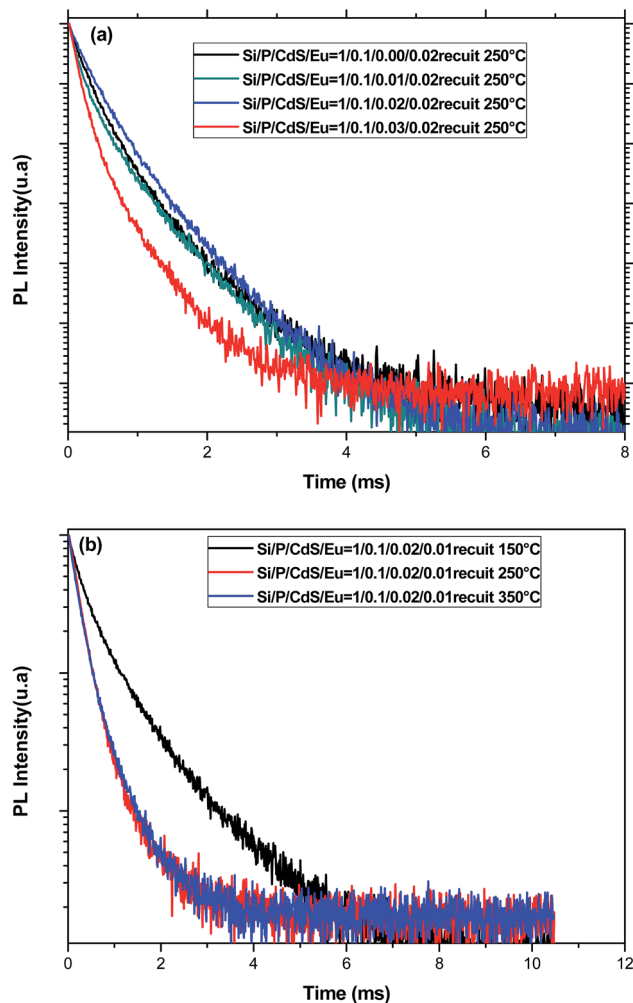 (a)
Si/P/CdS/Eu=1/0.1/0.00/0.02recuit 250°C
Si/P/CdS/Eu=1/0.1/0.01/0.02recuit 250°C
Si/P/CdS/Eu=1/0.1/0.02/0.02recuit 250°C
Si/P/CdS/Eu=1/0.1/0.03/0.02recuit 250°C
PL Intensity(u.a)
0 2 4 6 8
Time (ms)
(b)
Si/P/CdS/Eu=1/0.1/0.02/0.01recuit 150°C
Si/P/CdS/Eu=1/0.1/0.02/0.01recuit 250°C
Si/P/CdS/Eu=1/0.1/0.02/0.01recuit 350°C
PL Intensity(u.a)
0 2 4 6 8 10 12
Time (ms)